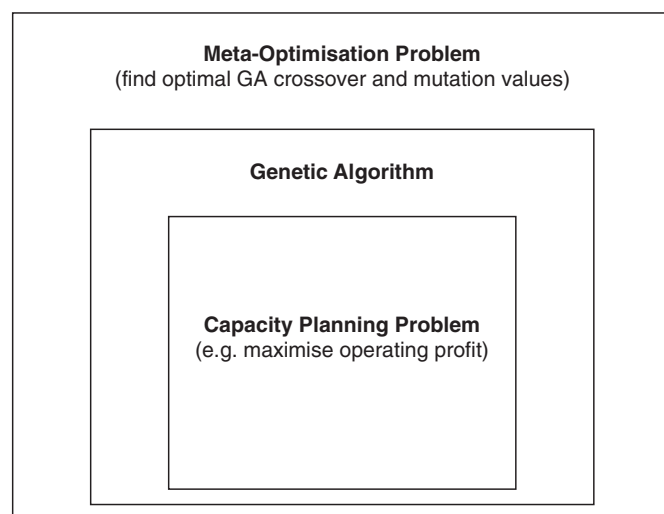 Meta-Optimisation Problem
(find optimal GA crossover and mutation values)
Genetic Algorithm
Capacity Planning Problem
(e.g. maximise operating profit)